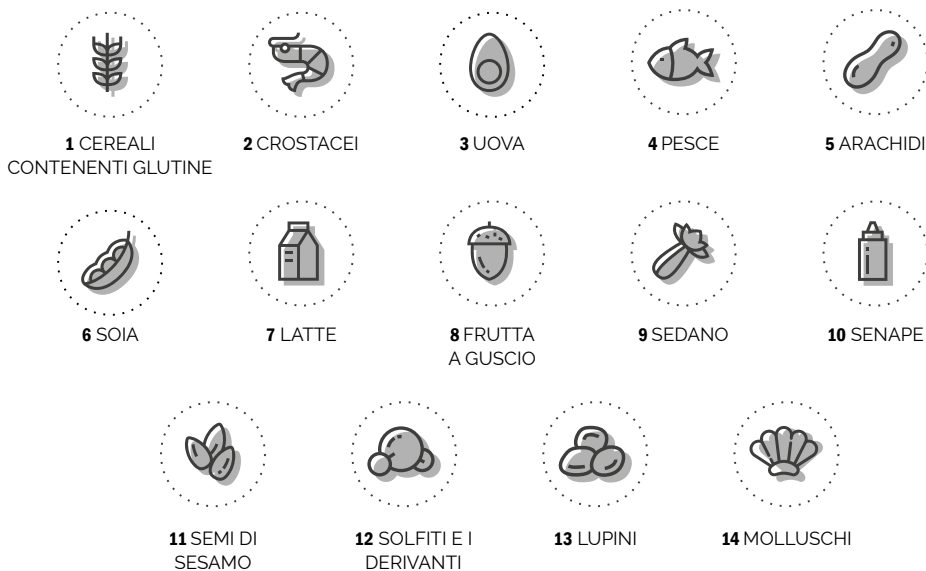 1 CEREALI
CONTENENTI GLUTINE
2 CROSTACEI
3 UOVA
4 PESCE
5 ARACHIDI
6 SOIA
7 LATTE
8 FRUTTA
A GUSCIO
9 SEDANO
10 SENAPE
11 SEMI DI
SESAMO
12 SOLFITI E I
DERIVANTI
13 LUPINI
14 MOLLUSCHI